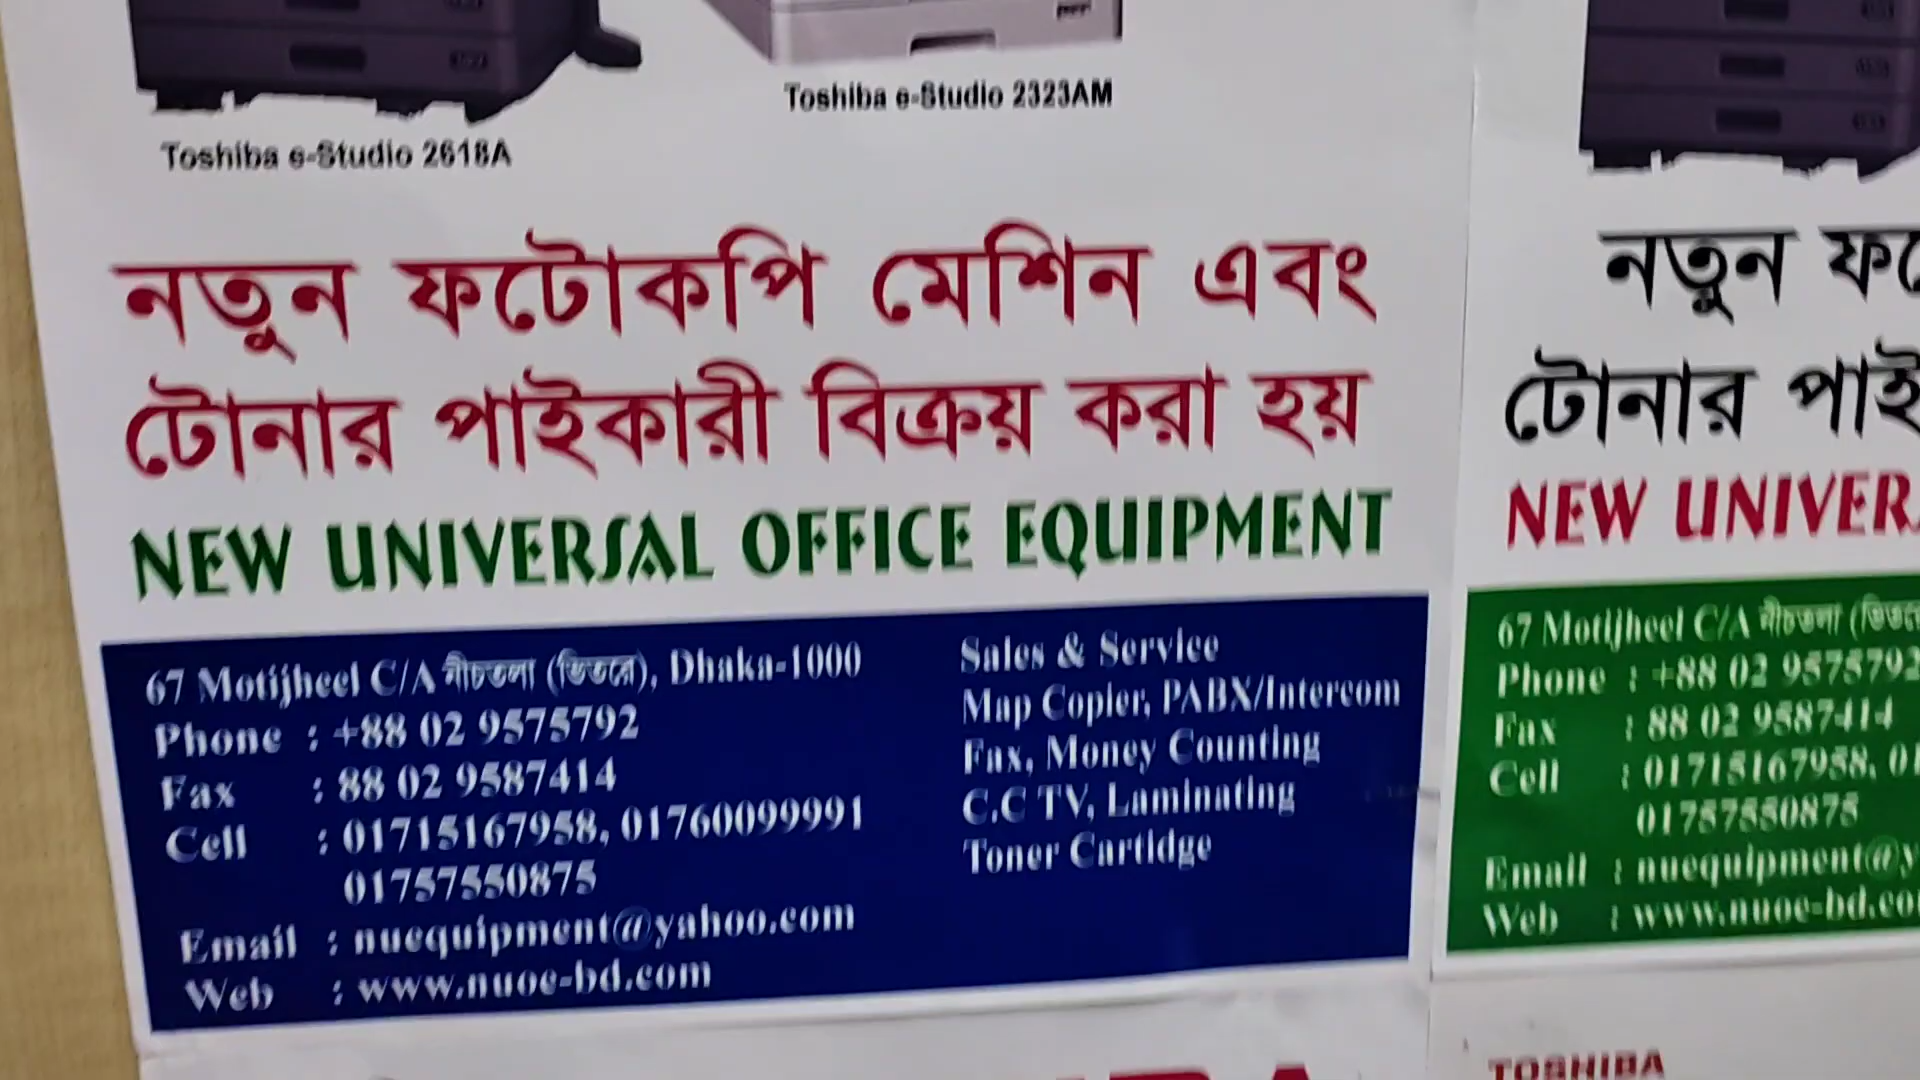 Toshiba e-Studio 2323AM
Toshiba e-Studio 2618A
নতুন ফটোকপি মেশিন এবং
টোনার পাইকারী বিক্রয় করা হয়
NEW UNIVERSAL OFFICE EQUIPMENT
67 Motijheel C/A নীচতলা (ভিতরে), Dhaka-1000
Phone : +88 02 9575792
Fax : 88 02 9587414
Cell : 01715167958, 01760099991
01757550875
Email : nuequipment@yahoo.com
Web : www.nuoe-bd.com
Sales & Service
Map Copier, PABX/Intercom
Fax, Money Counting
C.C TV, Laminating
Toner Cartidge
নতুন
টোনার পাই
NEW UNIVERS
67 Motijheel C/A নীচতলা
Phone : +88 02 9575792
Fax : 88 02 9587414
Cell : 01715167958, 01
01757550875
Email : nuequipment@y
Web : www.nuoe-bd.co
TOSHIBA